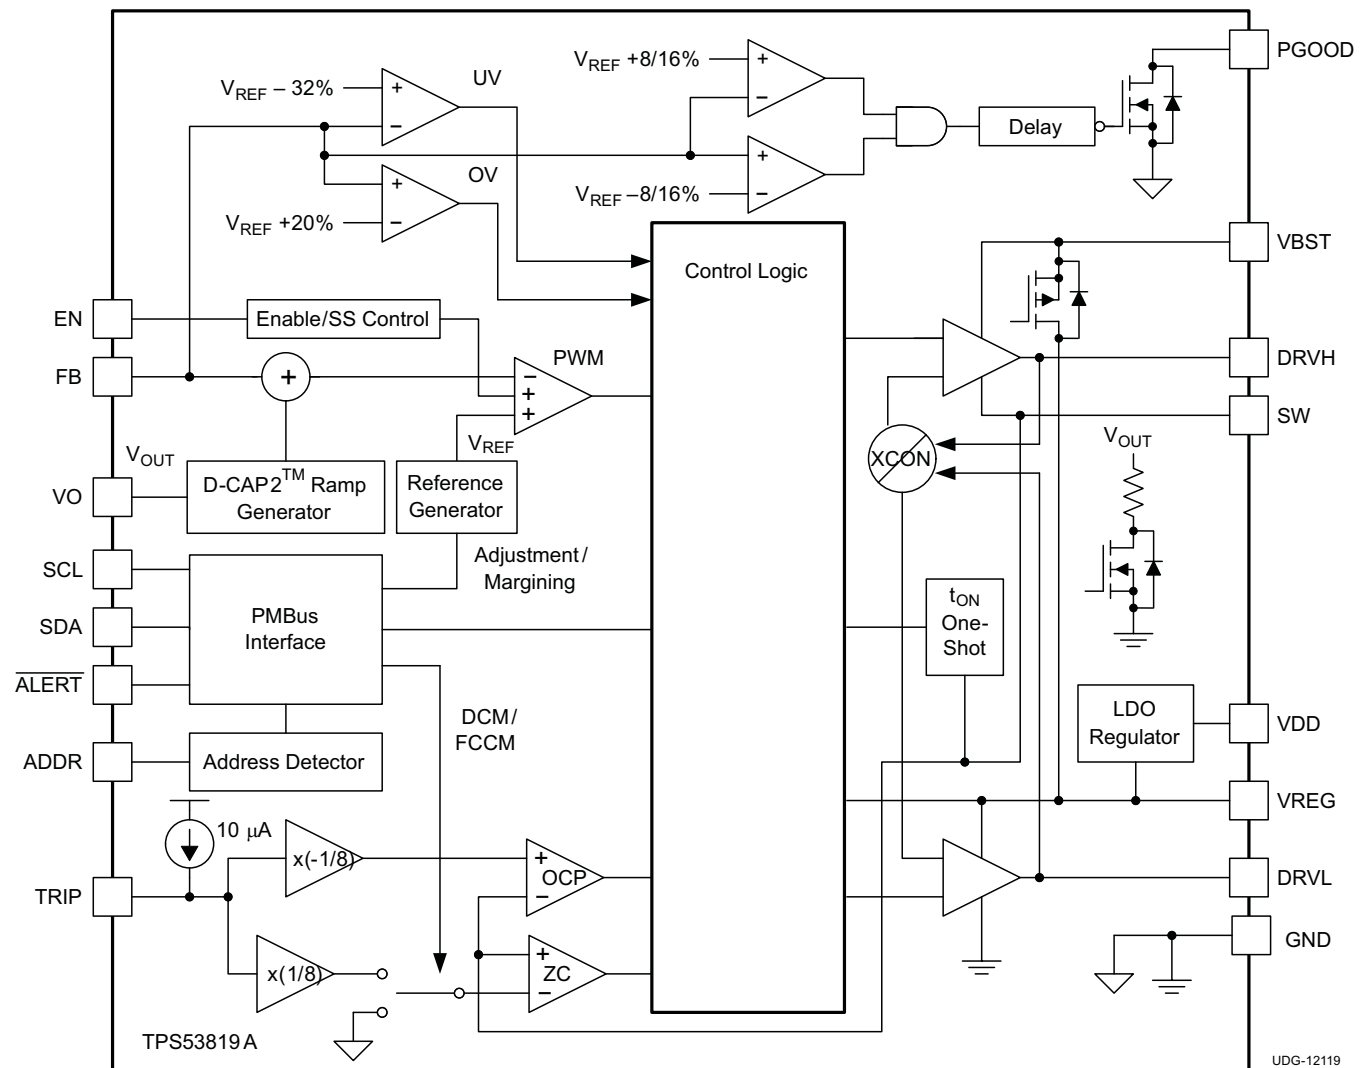 PGOOD
V_REF +8/16%
+
−
UV
V_REF − 32%
+
−
Delay
+
−
V_REF −8/16%
OV
+
−
V_REF +20%
VBST
Control Logic
EN
Enable/SS Control
PWM
FB
+
−
+
+
DRVH
SW
V_REF
V_OUT
V_OUT
XCON
VO
D-CAP2™ Ramp
Generator
Reference
Generator
SCL
Adjustment/
Margining
PMBus
Interface
SDA
t_ON
One-
Shot
ALERT
DCM/
FCCM
LDO
Regulator
VDD
ADDR
Address Detector
VREG
10 µA
x(-1/8)
+
OCP
−
TRIP
DRVL
GND
x(1/8)
+
ZC
−
TPS53819A
UDG-12119